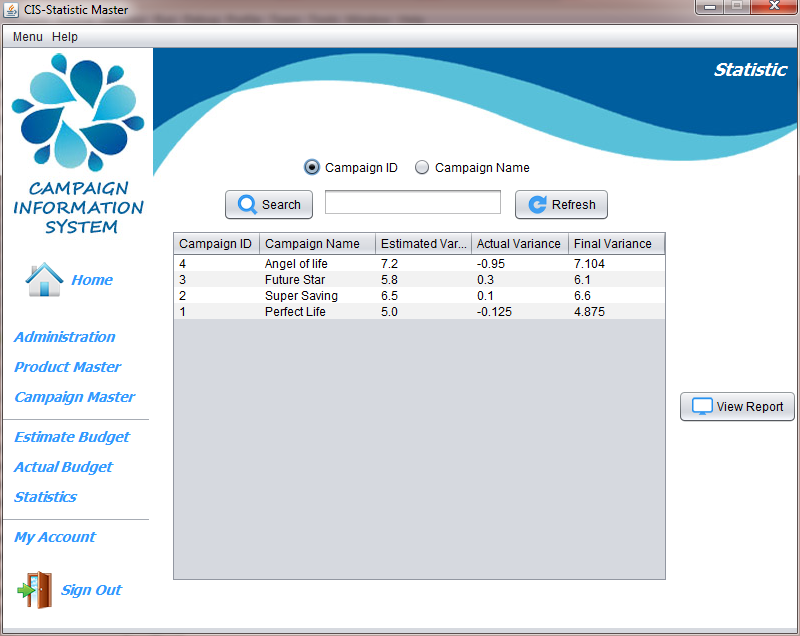 CIS-Statistic Master
Menu Help
Statistic
CAMPAIGN
INFORMATION
SYSTEM
Home
Administration
Product Master
Campaign Master
Estimate Budget
Actual Budget
Statistics
My Account
Sign Out
Campaign ID Campaign Name
Search Refresh
Campaign ID Campaign Name Estimated Var... Actual Variance Final Variance
4 Angel of life 7.2 -0.95 7.104
3 Future Star 5.8 0.3 6.1
2 Super Saving 6.5 0.1 6.6
1 Perfect Life 5.0 -0.125 4.875
View Report